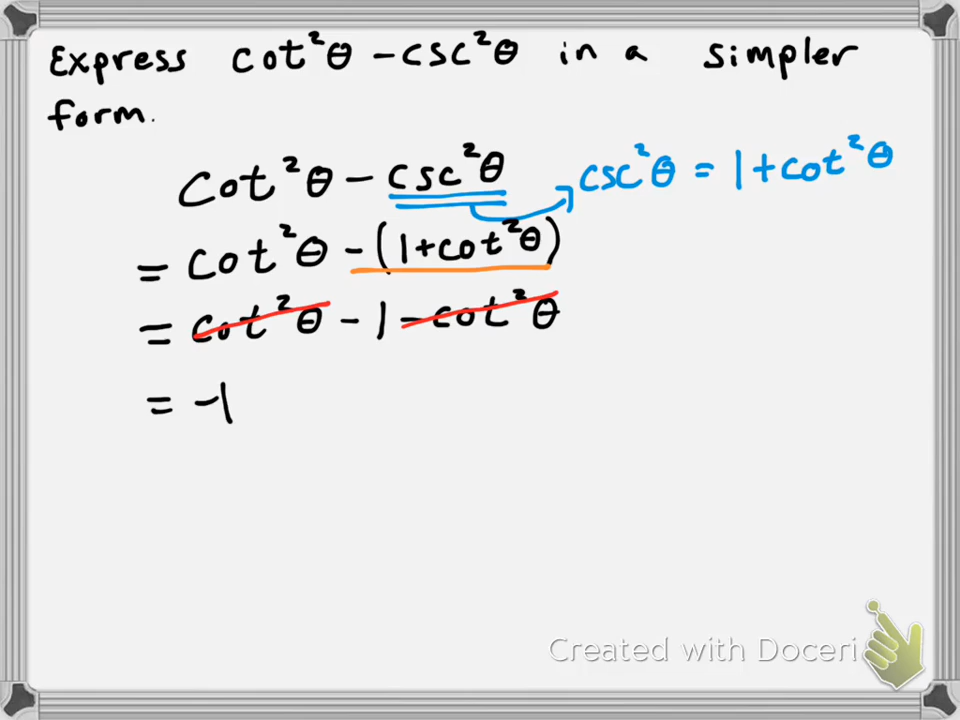 Express cot²θ - csc²θ in a simpler
form.
Cot²θ - csc²θ csc²θ = 1+cot²θ
= cot²θ - (1+cot²θ)
= cot²θ - 1 - cot²θ
= -1
Created with Doceri